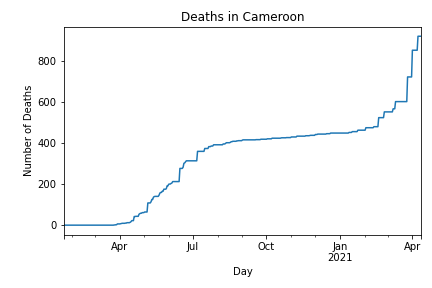 Deaths in Cameroon
Number of Deaths
800
600
400
200
0
Apr
Jul
Oct
Jan
2021
Apr
Day